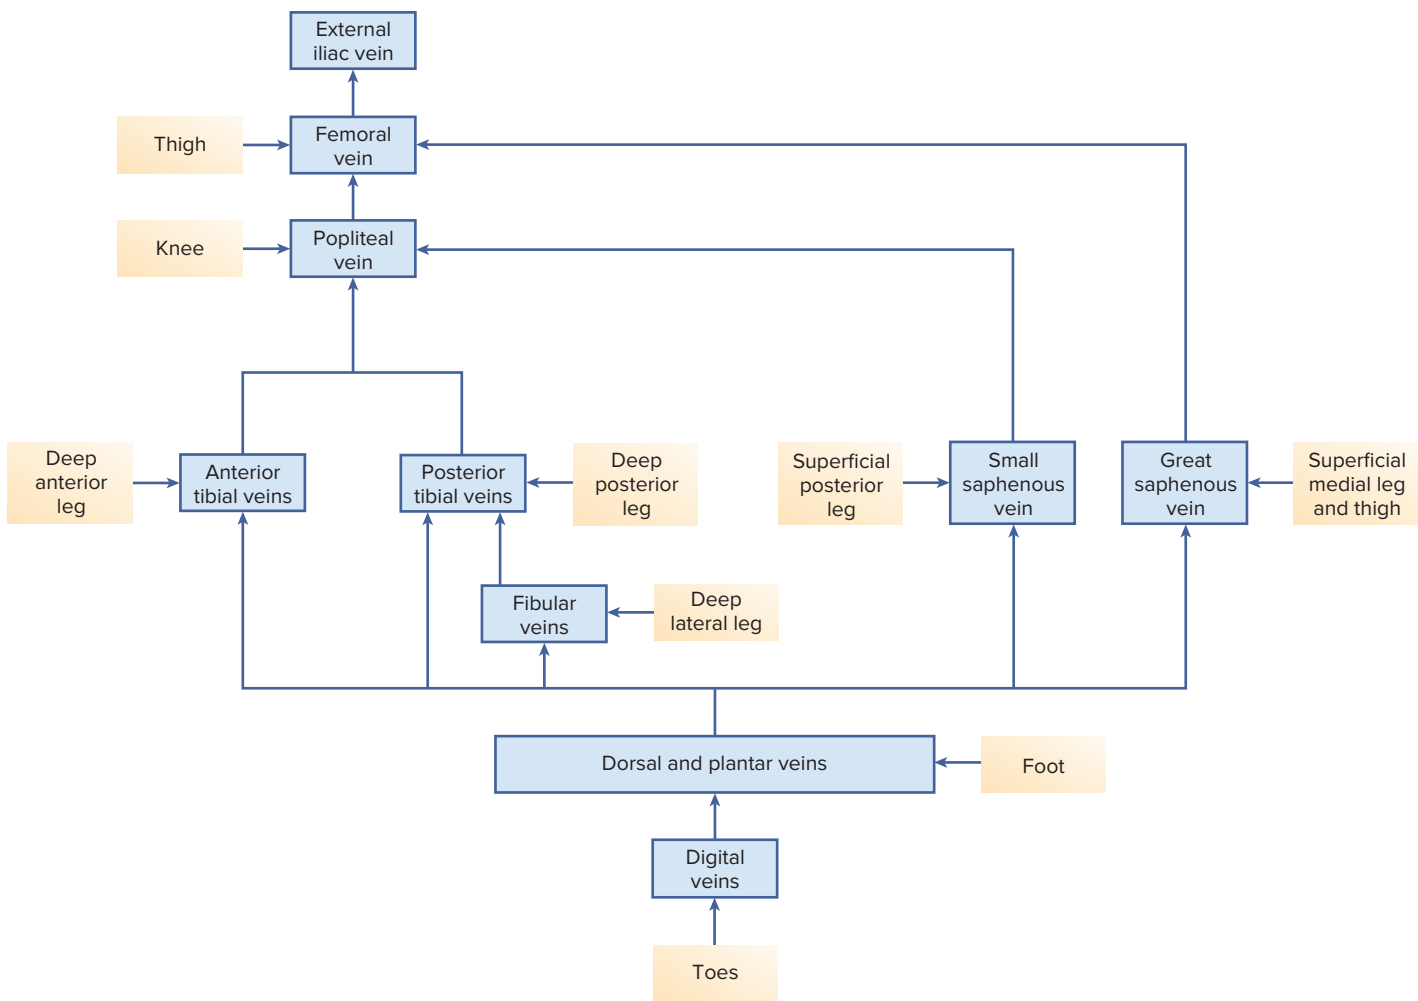 External
iliac vein
Thigh
Femoral
vein
Knee
Popliteal
vein
Deep
anterior
leg
Anterior
tibial veins
Posterior
tibial veins
Deep
posterior
leg
Superficial
posterior
leg
Small
saphenous
vein
Great
saphenous
vein
Superficial
medial leg
and thigh
Fibular
veins
Deep
lateral leg
Dorsal and plantar veins
Foot
Digital
veins
Toes